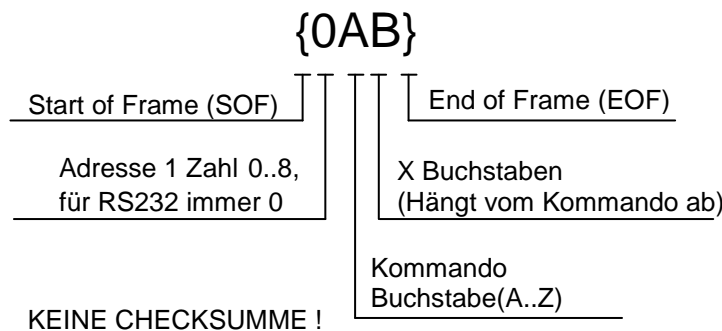 {0AB}
Start of Frame (SOF)
End of Frame (EOF)
Adresse 1 Zahl 0..8,
für RS232 immer 0
X Buchstaben
(Hängt vom Kommando ab)
Kommando
Buchstabe(A..Z)
KEINE CHECKSUMME !